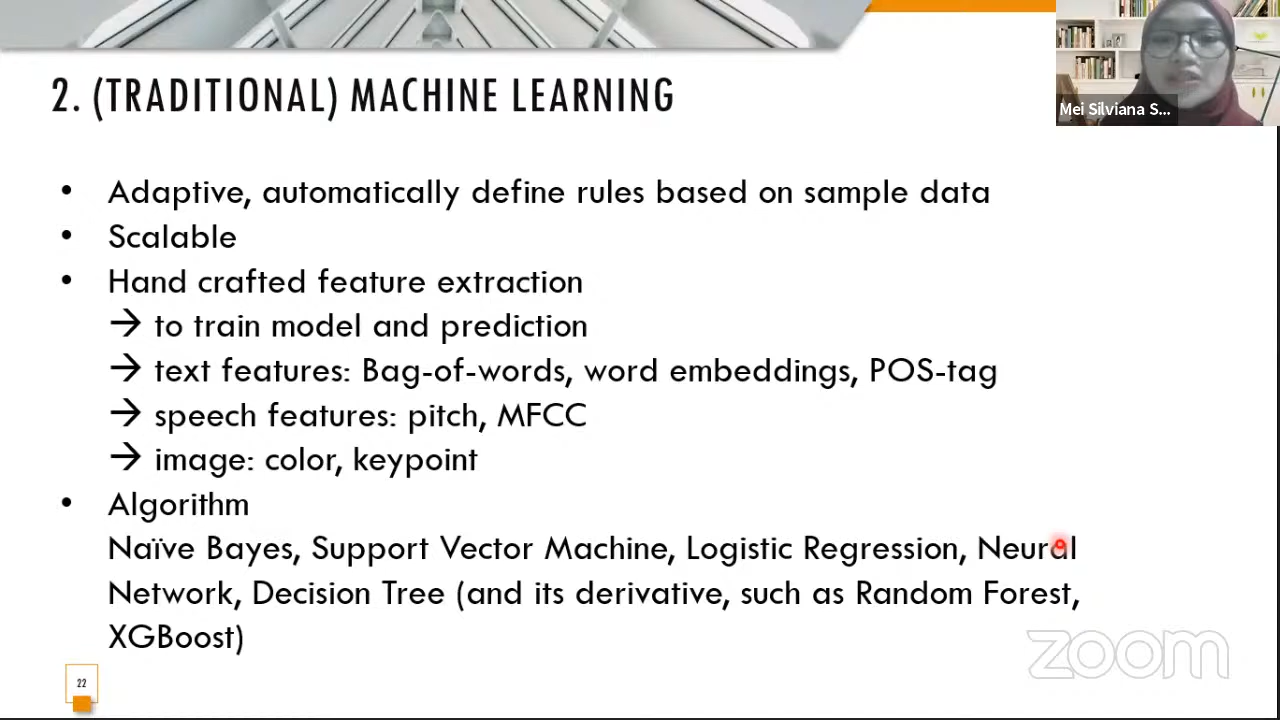 2. (TRADITIONAL) MACHINE LEARNING
Mei Silviana S...
• Adaptive, automatically define rules based on sample data
• Scalable
• Hand crafted feature extraction
→ to train model and prediction
→ text features: Bag-of-words, word embeddings, POS-tag
→ speech features: pitch, MFCC
→ image: color, keypoint
• Algorithm
Naïve Bayes, Support Vector Machine, Logistic Regression, Neural
Network, Decision Tree (and its derivative, such as Random Forest,
XGBoost)
zoom
22